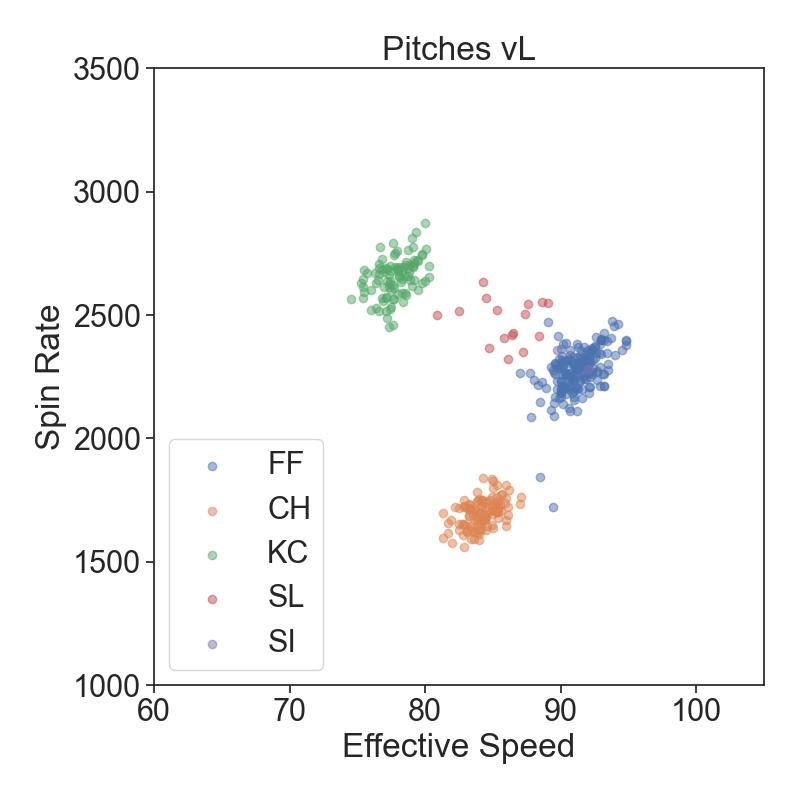 Pitches vL
3500
3000
2500
2000
1500
1000
Spin Rate
FF
CH
KC
SL
SI
60 70 80 90 100
Effective Speed